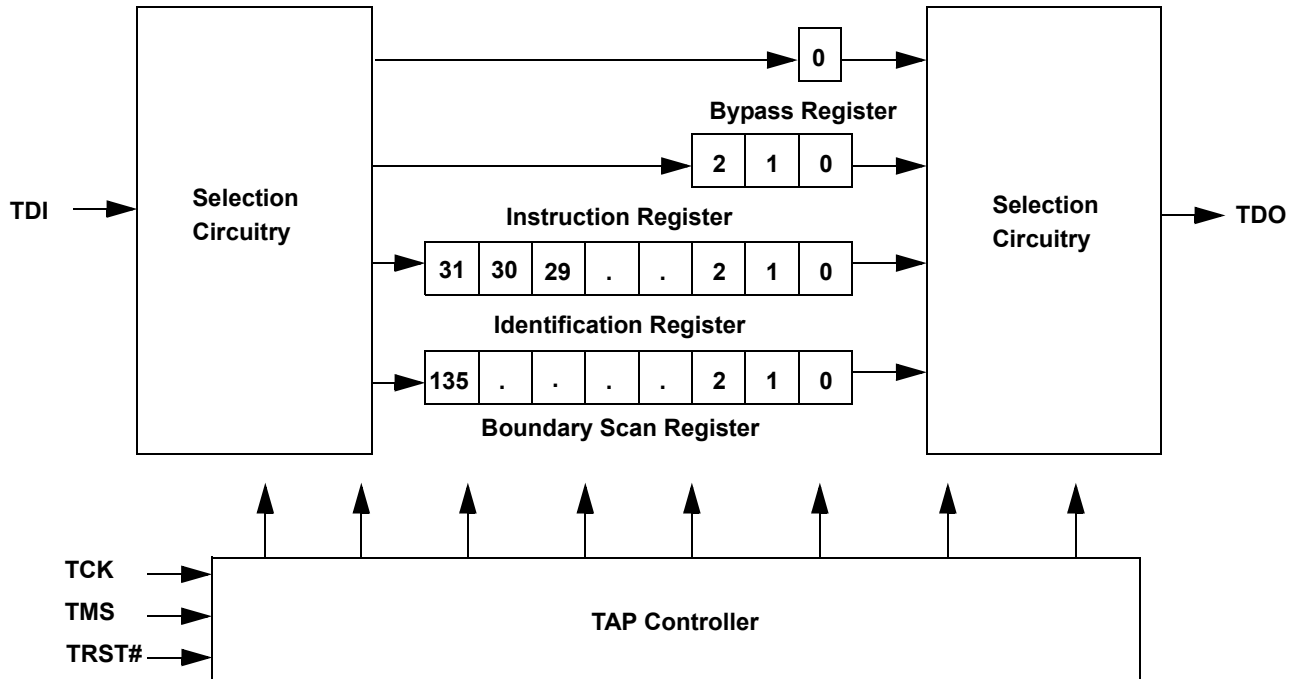 0
Bypass Register
2 1 0
TDI
Selection
Circuitry
Selection
Circuitry
TDO
Instruction Register
31 30 29 . . 2 1 0
Identification Register
135 . . . . 2 1 0
Boundary Scan Register
TCK
TMS
TRST#
TAP Controller